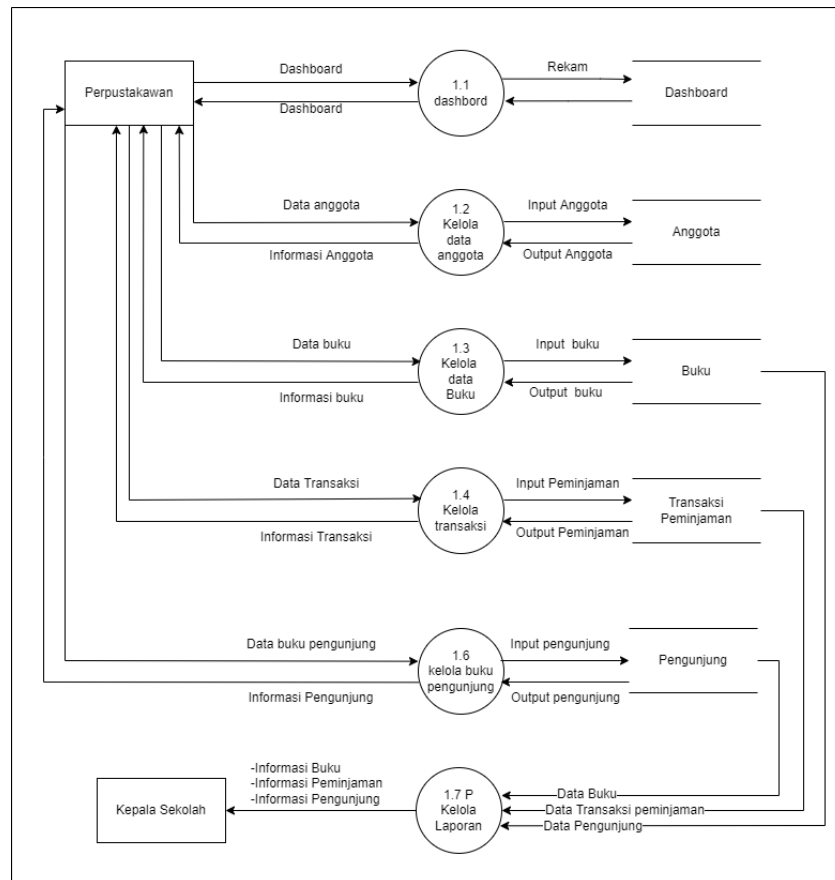 Perpustakawan
Dashboard
Dashboard
1.1
dashbord
Rekam
Dashboard
Data anggota
Informasi Anggota
1.2
Kelola
data
anggota
Input Anggota
Output Anggota
Anggota
Data buku
Informasi buku
1.3
Kelola
data
Buku
Input buku
Output buku
Buku
Data Transaksi
Informasi Transaksi
1.4
Kelola
transaksi
Input Peminjaman
Output Peminjaman
Transaksi
Peminjaman
Data buku pengunjung
Informasi Pengunjung
1.6
kelola buku
pengunjung
Input pengunjung
Output pengunjung
Pengunjung
Kepala Sekolah
-Informasi Buku
-Informasi Peminjaman
-Informasi Pengunjung
1.7 P
Kelola
Laporan
Data Buku
Data Transaksi peminjaman
Data Pengunjung